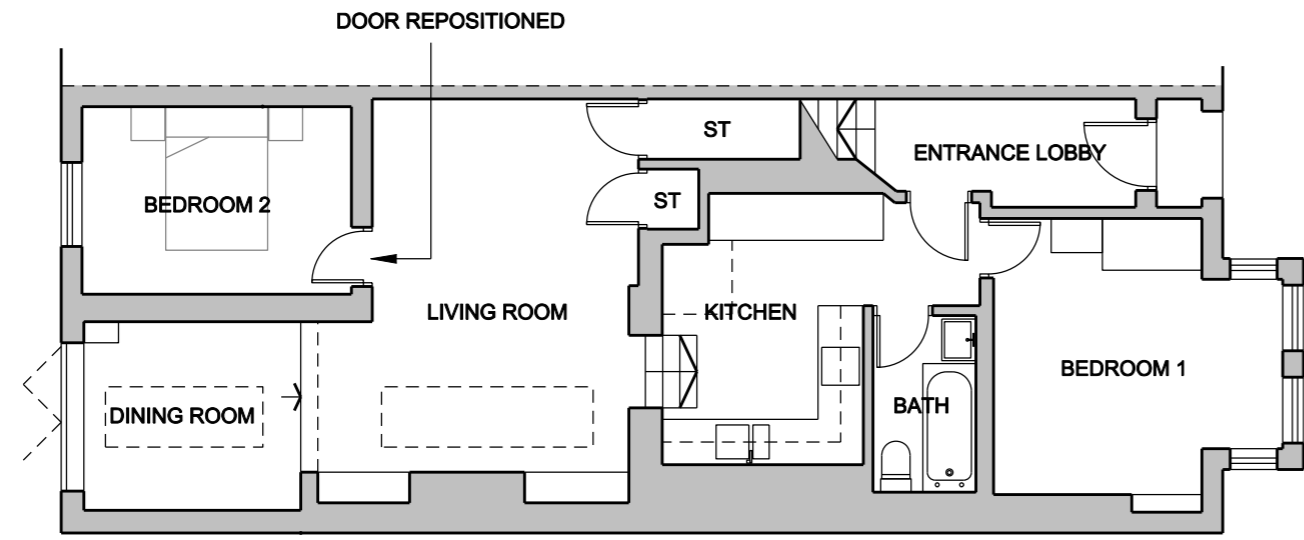 DOOR REPOSITIONED
ST
ENTRANCE LOBBY
BEDROOM 2
ST
LIVING ROOM
KITCHEN
BEDROOM 1
DINING ROOM
BATH